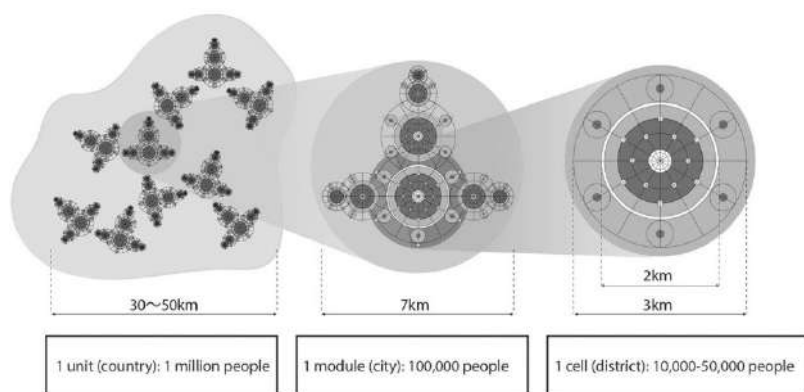 30～50km
7km
2km
3km
1 unit (country): 1 million people
1 module (city): 100,000 people
1 cell (district): 10,000-50,000 people